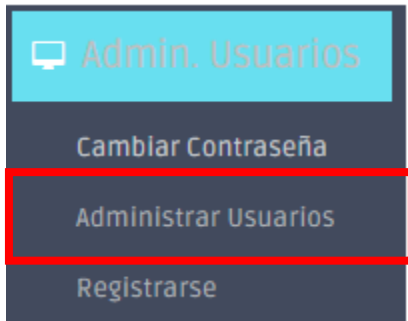 Admin. Usuarios
Cambiar Contraseña
Administrar Usuarios
Registrarse